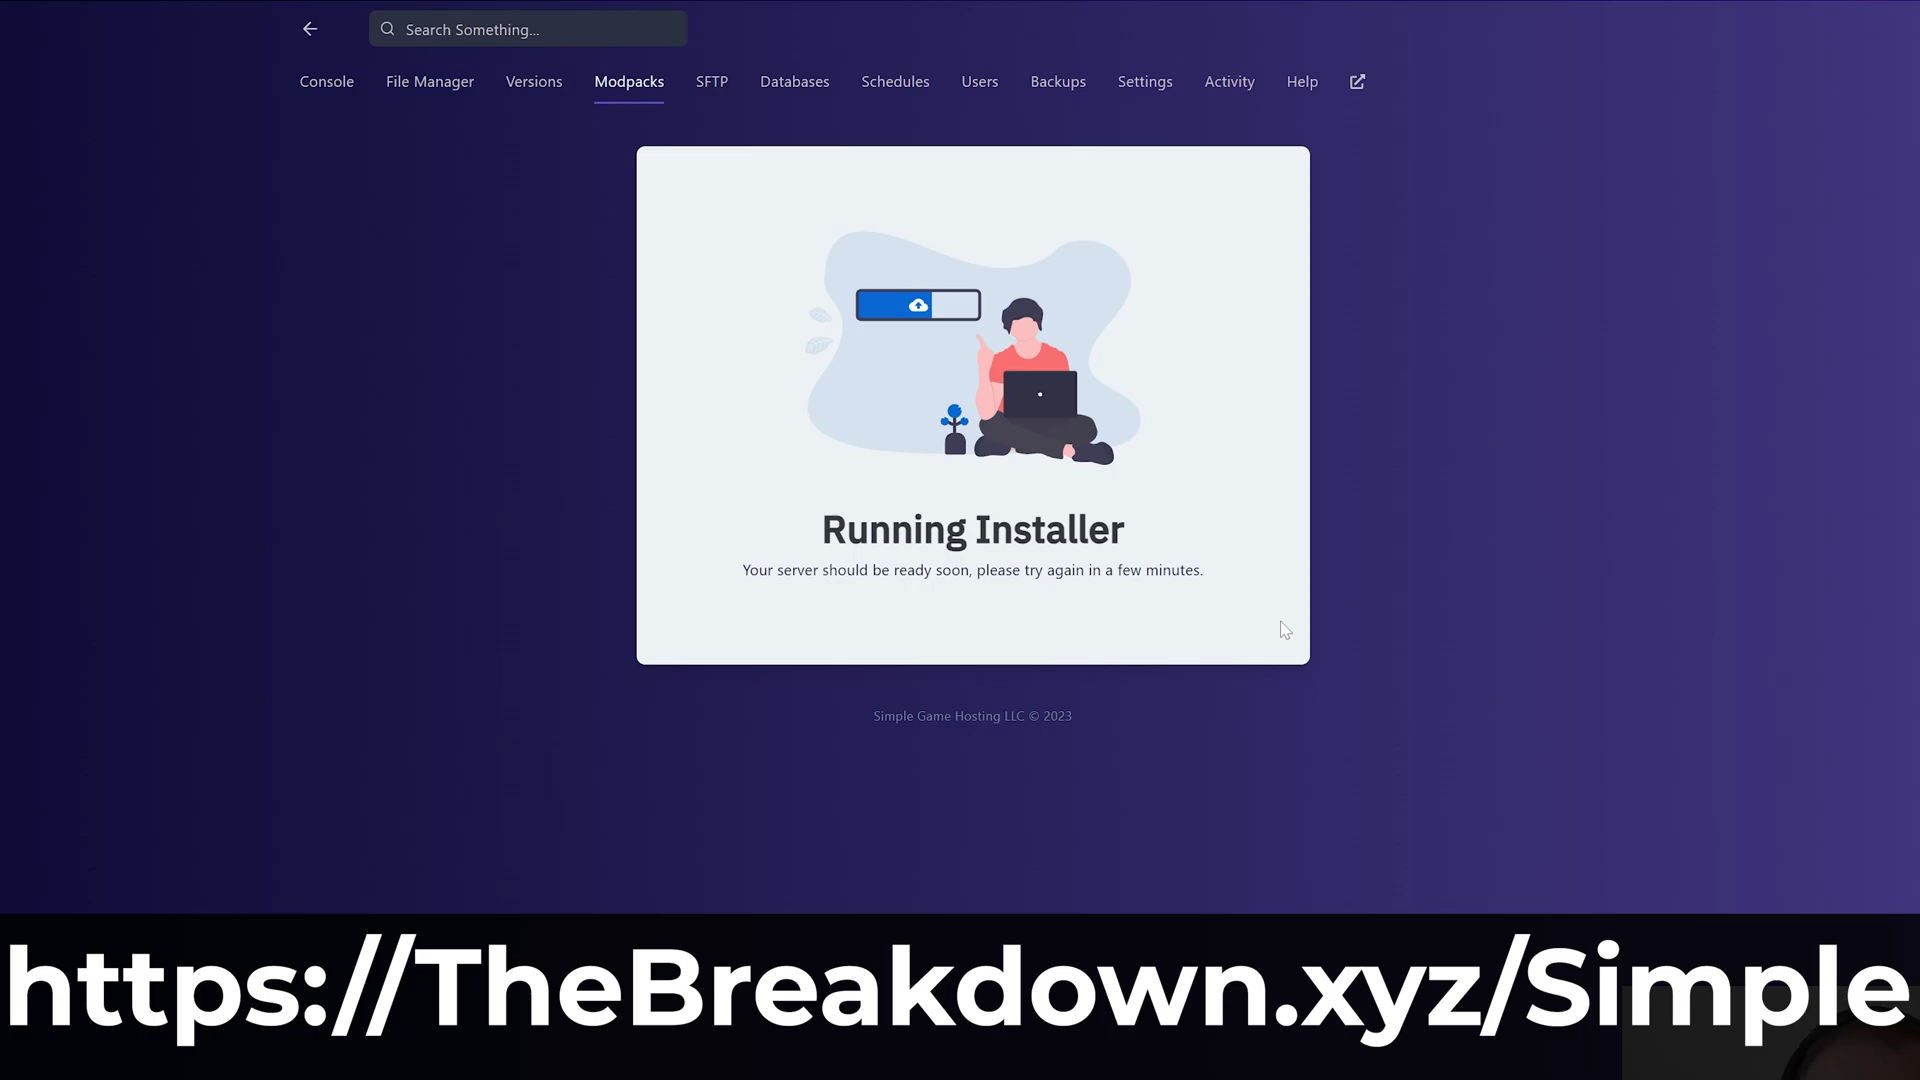 Search Something...
Console File Manager Versions Modpacks SFTP Databases Schedules Users Backups Settings Activity Help
Running Installer
Your server should be ready soon, please try again in a few minutes.
Simple Game Hosting LLC © 2023
https://TheBreakdown.xyz/Simple